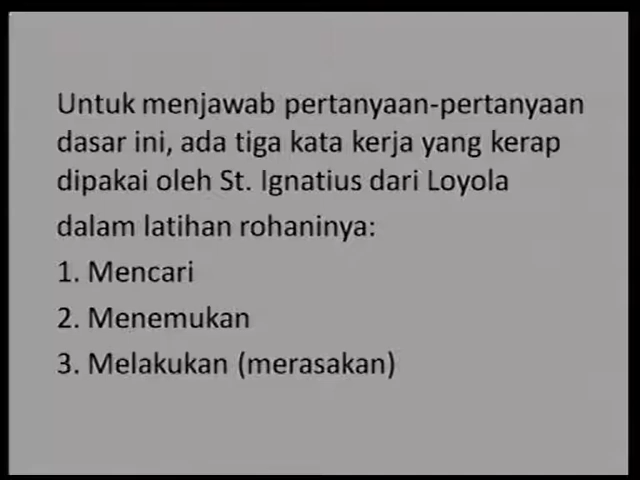 Untuk menjawab pertanyaan-pertanyaan
dasar ini, ada tiga kata kerja yang kerap
dipakai oleh St. Ignatius dari Loyola
dalam latihan rohaninya:
1. Mencari
2. Menemukan
3. Melakukan (merasakan)